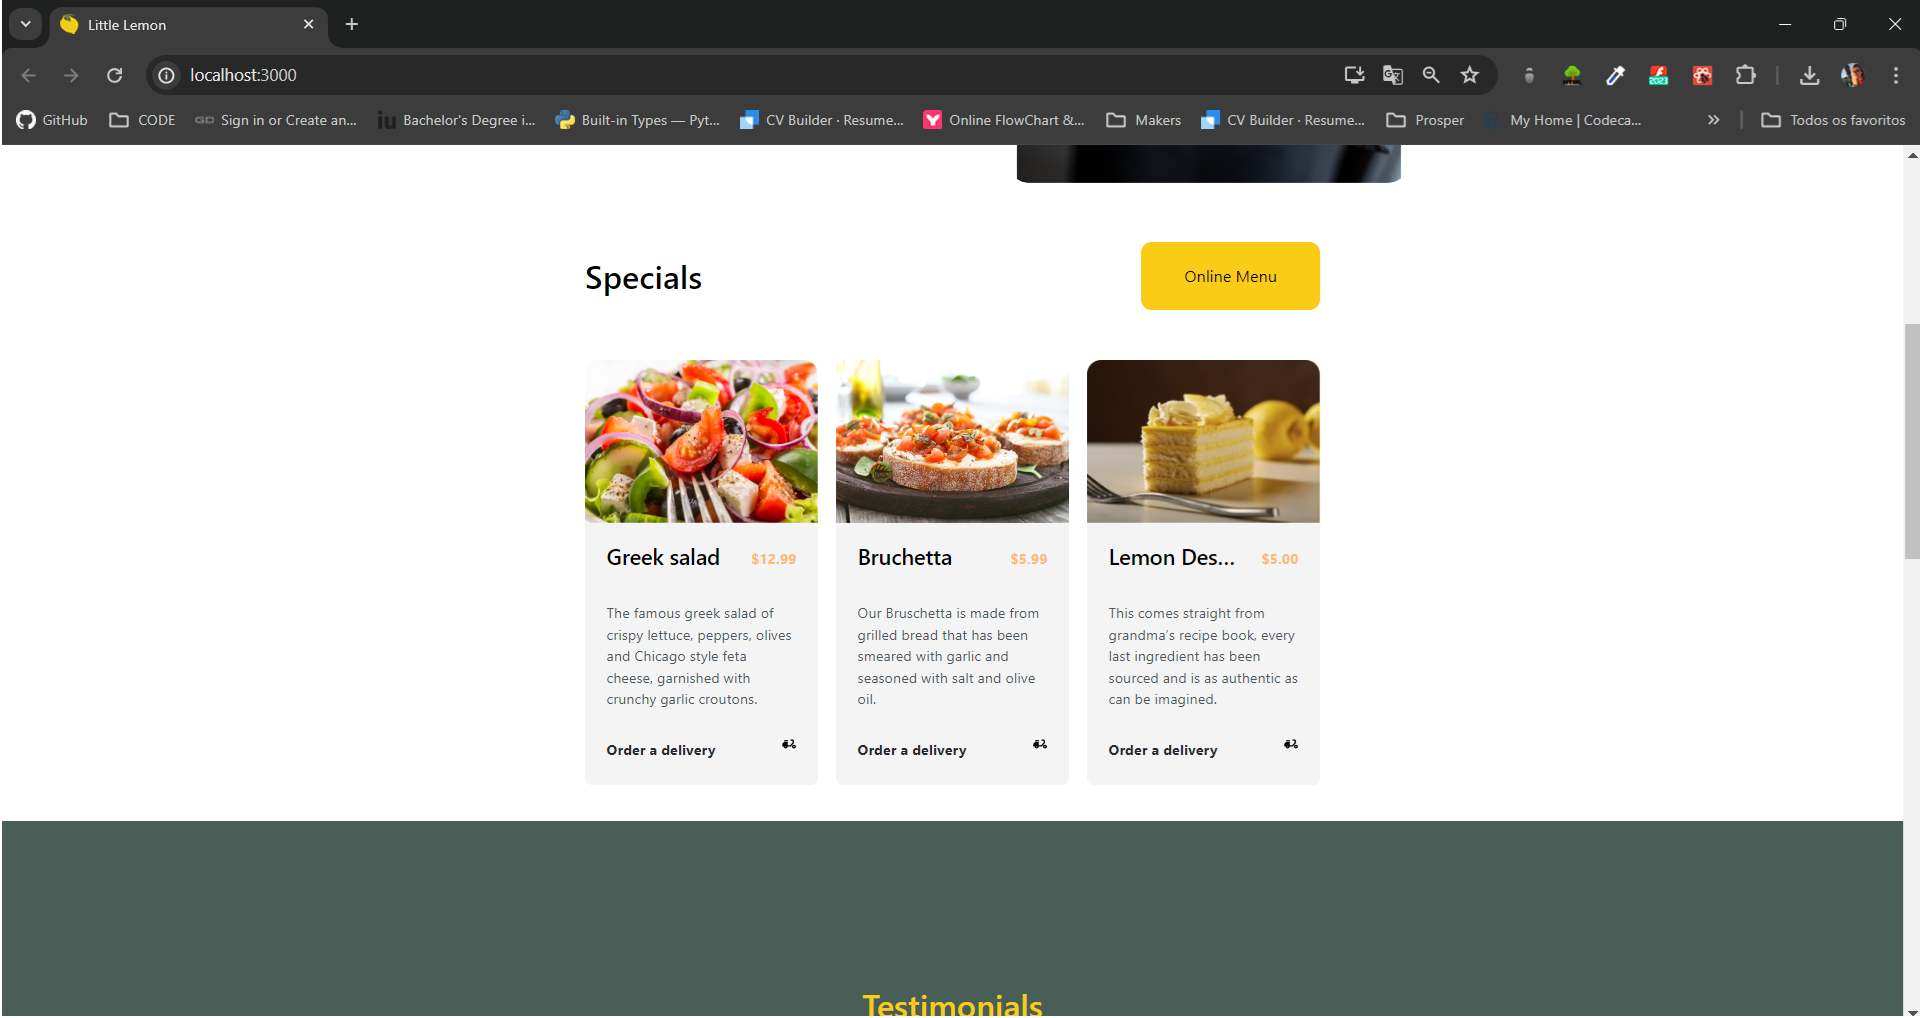 Little Lemon
localhost:3000
GitHub
CODE
GO Sign in or Create an...
iu Bachelor's Degree i...
Built-in Types — Pyt...
CV Builder · Resume...
Online FlowChart &...
Makers
CV Builder · Resume...
Prosper
My Home | Codeca...
Todos os favoritos
Specials
Online Menu
Greek salad
$12.99
The famous greek salad of
crispy lettuce, peppers, olives
and Chicago style feta
cheese, garnished with
crunchy garlic croutons.
Order a delivery
Bruchetta
$5.99
Our Bruschetta is made from
grilled bread that has been
smeared with garlic and
seasoned with salt and olive
oil.
Order a delivery
Lemon Des...
$5.00
This comes straight from
grandma's recipe book, every
last ingredient has been
sourced and is as authentic as
can be imagined.
Order a delivery
Testimonials